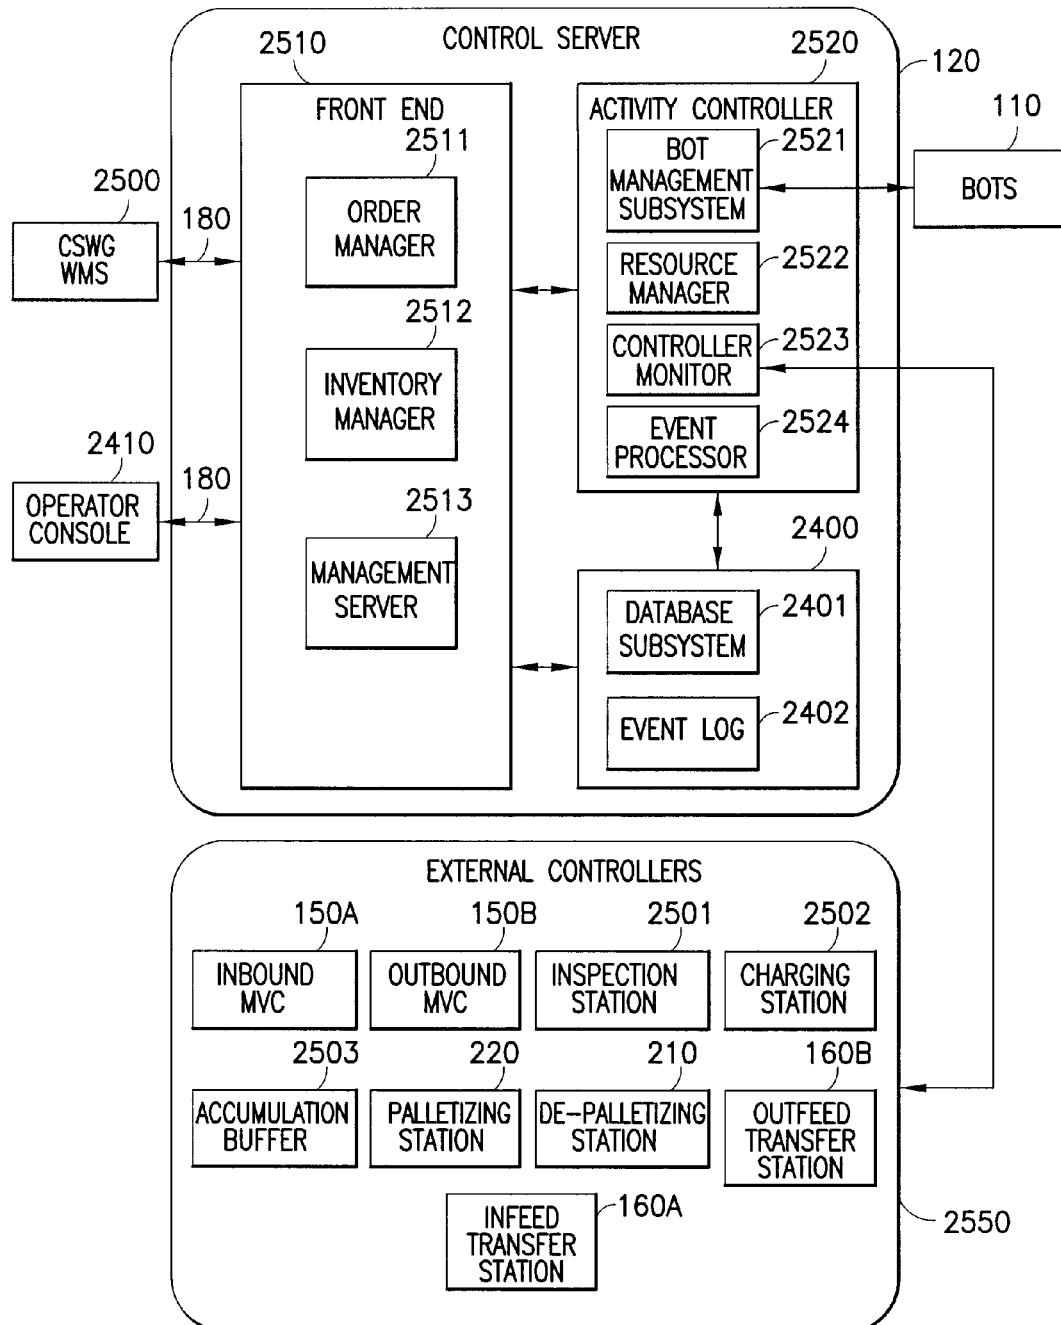 CONTROL SERVER
2510
2520
120
FRONT END
ACTIVITY CONTROLLER
110
2511
2521
BOT
MANAGEMENT
SUBSYSTEM
BOTS
2500
180
ORDER
MANAGER
CSWG
WMS
RESOURCE
MANAGER
2522
2512
CONTROLLER
MONITOR
2523
INVENTORY
MANAGER
EVENT
PROCESSOR
2524
2410
180
OPERATOR
CONSOLE
2513
2400
MANAGEMENT
SERVER
DATABASE
SUBSYSTEM
2401
EVENT LOG
2402
EXTERNAL CONTROLLERS
150A
150B
2501
2502
INBOUND
MVC
OUTBOUND
MVC
INSPECTION
STATION
CHARGING
STATION
2503
220
210
160B
ACCUMULATION
BUFFER
PALLETIZING
STATION
DE-PALLETIZING
STATION
OUTFEED
TRANSFER
STATION
160A
INFEED
TRANSFER
STATION
2550